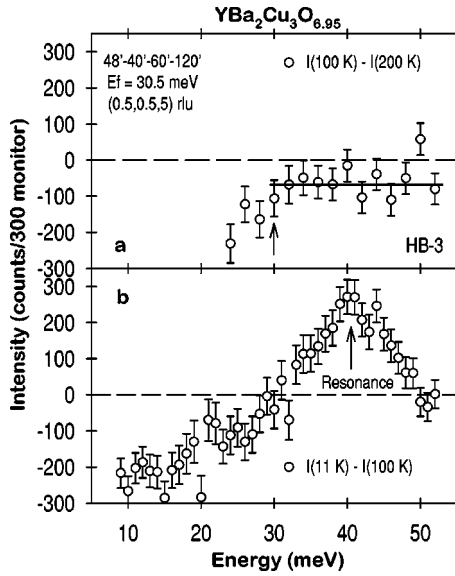 YBa₂Cu₃O₆.₉₅
48'-40'-60'-120'
Ef = 30.5 meV
(0.5,0.5,5) rlu
I(100 K) - I(200 K)
300
200
100
0
-100
-200
-300
a
HB-3
b
300
200
100
0
-100
-200
-300
Resonance
I(11 K) - I(100 K)
10
20
30
40
50
Energy (meV)
Intensity (counts/300 monitor)